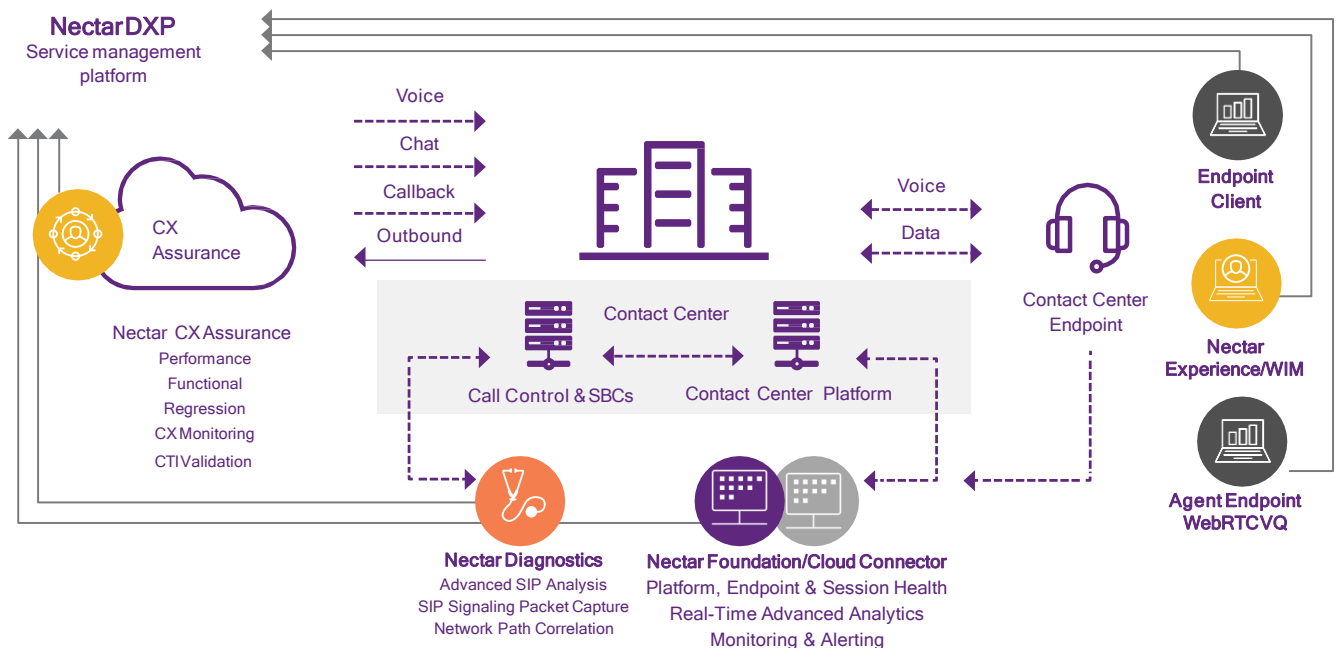 Nectar DXP
Service management
platform
Voice
Chat
Callback
Outbound
CX
Assurance
Nectar CX Assurance
Performance
Functional
Regression
CX Monitoring
CTI Validation
Contact Center
Call Control & SBCs
Contact Center Platform
Voice
Data
Contact Center
Endpoint
Endpoint
Client
Nectar
Experience/WIM
Agent Endpoint
WebRTCVQ
Nectar Diagnostics
Advanced SIP Analysis
SIP Signaling Packet Capture
Network Path Correlation
Nectar Foundation/Cloud Connector
Platform, Endpoint & Session Health
Real-Time Advanced Analytics
Monitoring & Alerting